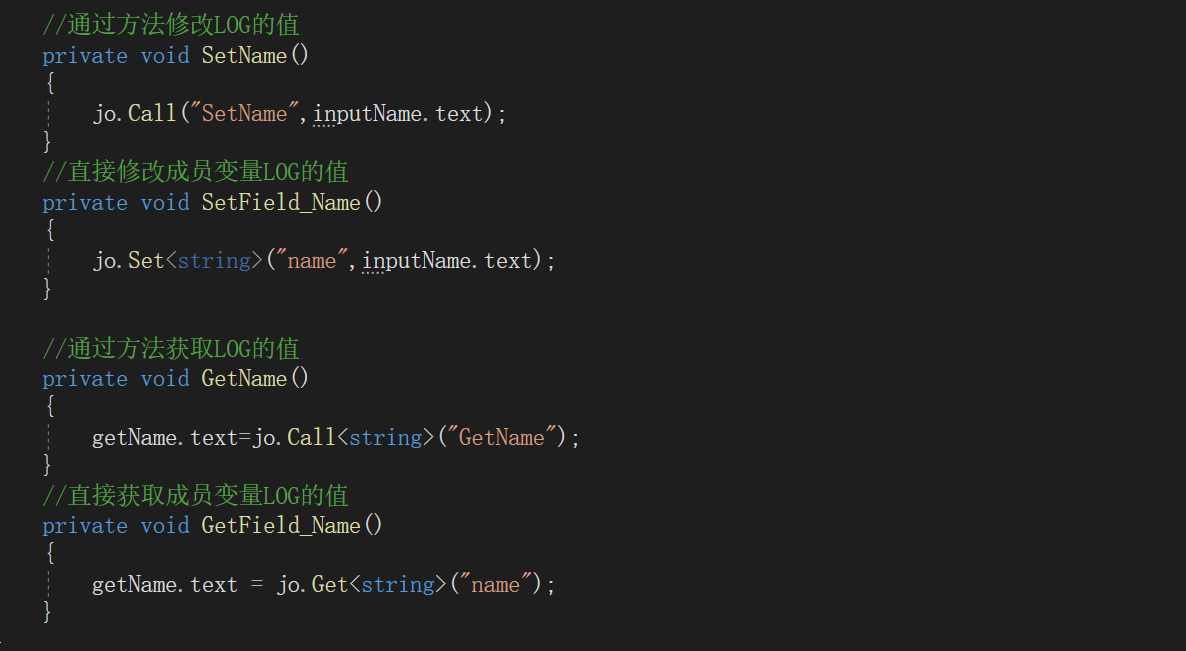 //通过方法修改LOG的值
private void SetName()
{
jo.Call("SetName",inputName.text);
}
//直接修改成员变量LOG的值
private void SetField_Name()
{
jo.Set<string>("name",inputName.text);
}
//通过方法获取LOG的值
private void GetName()
{
getName.text=jo.Call<string>("GetName");
}
//直接获取成员变量LOG的值
private void GetField_Name()
{
getName.text = jo.Get<string>("name");
}